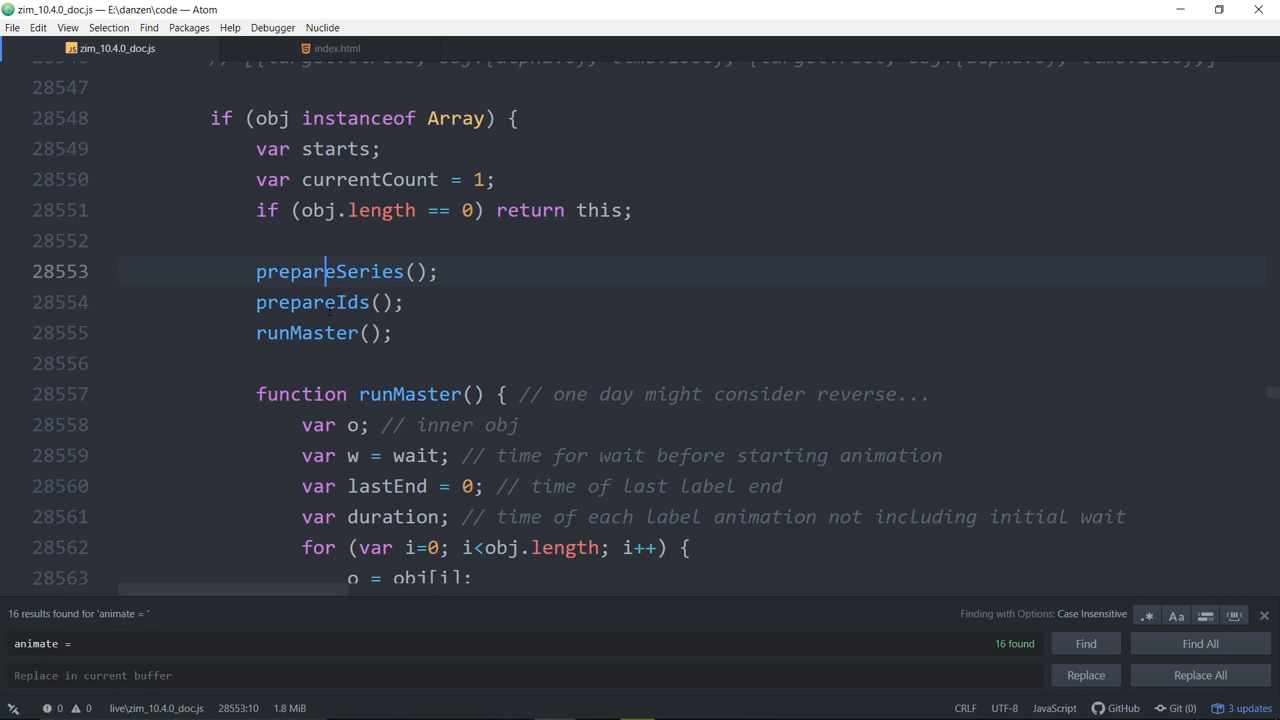 zim_10.4.0_doc.js — E:\danzen\code — Atom
File Edit View Selection Find Packages Help Debugger Nuclide
zim_10.4.0_doc.js index.html
28547
28548 if (obj instanceof Array) {
28549 var starts;
28550 var currentCount = 1;
28551 if (obj.length == 0) return this;
28552
28553 prepareSeries();
28554 prepareIds();
28555 runMaster();
28556
28557 function runMaster() { // one day might consider reverse...
28558 var o; // inner obj
28559 var w = wait; // time for wait before starting animation
28560 var lastEnd = 0; // time of last label end
28561 var duration; // time of each label animation not including initial wait
28562 for (var i=0; i<obj.length; i++) {
28563 o = obj[i];
16 results found for 'animate = ' Finding with Options: Case Insensitive .* Aa
animate = 16 found Find Find All
Replace in current buffer Replace Replace All
0 0 live\zim_10.4.0_doc.js 28553:10 1.8 MiB CRLF UTF-8 JavaScript GitHub Git (0) 3 updates